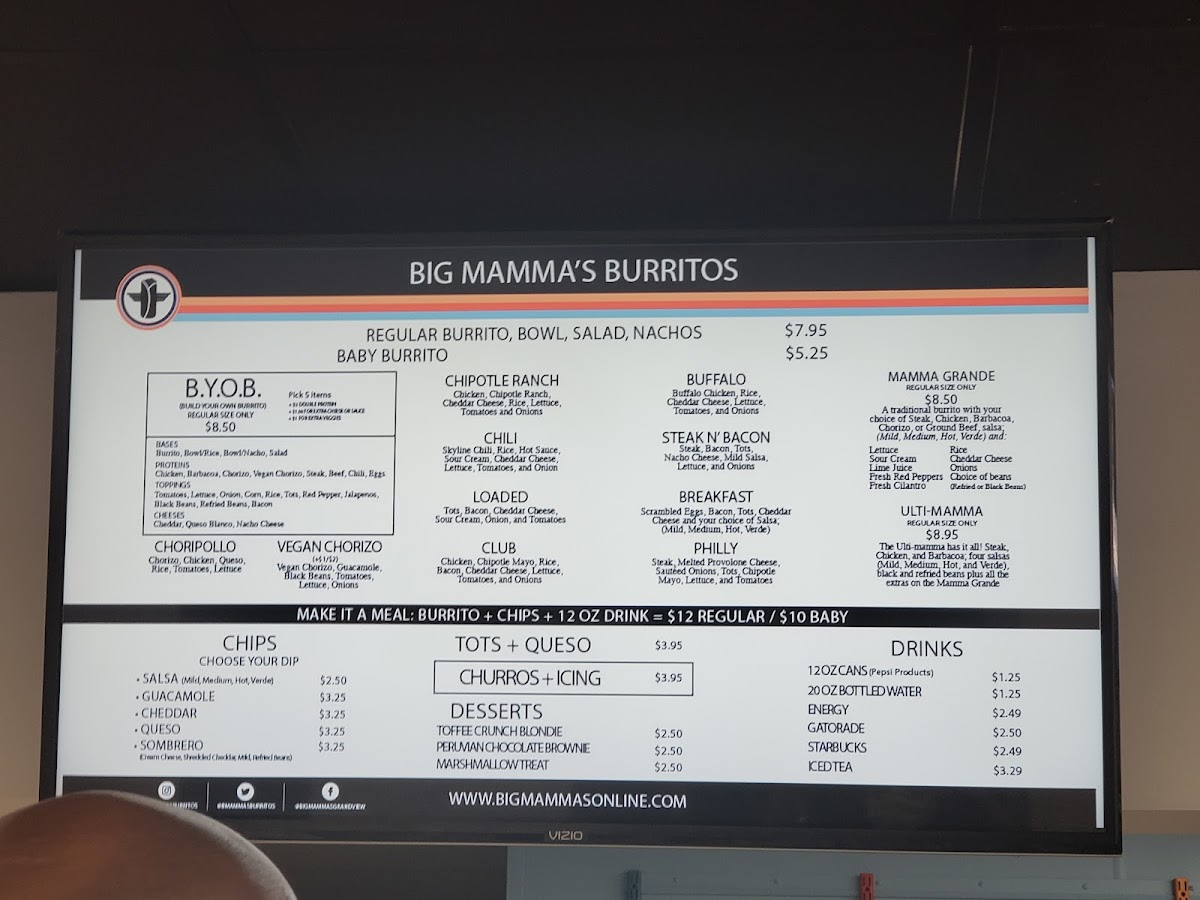 BIG MAMMA'S BURRITOS
REGULAR BURRITO, BOWL, SALAD, NACHOS $7.95
BABY BURRITO $5.25
B.Y.O.B.
(BUILD YOUR OWN BURRITO)
REGULAR SIZE ONLY
$8.50
Pick 5 items
BASES
Burrito, Bowl/Rice, Bowl/Nacho, Salad
PROTEINS
Chicken, Barbacoa, Chorizo, Vegan Chorizo, Steak, Beef, Chili, Eggs
TOPPINGS
Tomatoes, Lettuce, Onion, Corn, Rice, Tots, Red Pepper, Jalapenos,
Black Beans, Refried Beans, Bacon
CHEESES
Cheddar, Queso Blanco, Nacho Cheese
CHORIPOLLO
Chorizo, Chicken, Queso,
Rice, Tomatoes, Lettuce
VEGAN CHORIZO
(+$1/$2)
Vegan Chorizo, Guacamole,
Black Beans, Tomatoes,
Lettuce, Onions
CHIPOTLE RANCH
Chicken, Chipotle Ranch,
Cheddar Cheese, Rice, Lettuce,
Tomatoes and Onions
CHILI
Skyline Chili, Rice, Hot Sauce,
Sour Cream, Cheddar Cheese,
Lettuce, Tomatoes, and Onion
LOADED
Tots, Bacon, Cheddar Cheese,
Sour Cream, Onion, and Tomatoes
CLUB
Chicken, Chipotle Mayo, Rice,
Bacon, Cheddar Cheese, Lettuce,
Tomatoes, and Onions
BUFFALO
Buffalo Chicken, Rice,
Cheddar Cheese, Lettuce,
Tomatoes, and Onions
STEAK N' BACON
Steak, Bacon, Tots,
Nacho Cheese, Mild Salsa,
Lettuce, and Onions
BREAKFAST
Scrambled Eggs, Bacon, Tots, Cheddar
Cheese and your choice of Salsa;
(Mild, Medium, Hot, Verde)
PHILLY
Steak, Melted Provolone Cheese,
Sautéed Onions, Tots, Chipotle
Mayo, Lettuce, and Tomatoes
MAMMA GRANDE
REGULAR SIZE ONLY
$8.50
A traditional burrito with your
choice of Steak, Chicken, Barbacoa,
Chorizo, or Ground Beef, salsa;
(Mild, Medium, Hot, Verde) and:
Lettuce Rice
Sour Cream Cheddar Cheese
Lime Juice Onions
Fresh Red Peppers Choice of beans
Fresh Cilantro (Refried or Black Beans)
ULTI-MAMMA
REGULAR SIZE ONLY
$8.95
The Ulti-mamma has it all! Steak,
Chicken, and Barbacoa; four salsas
(Mild, Medium, Hot, and Verde),
black and refried beans plus all the
extras on the Mamma Grande
MAKE IT A MEAL: BURRITO + CHIPS + 12 OZ DRINK = $12 REGULAR / $10 BABY
CHIPS
CHOOSE YOUR DIP
• SALSA (Mild, Medium, Hot, Verde) $2.50
• GUACAMOLE $3.25
• CHEDDAR $3.25
• QUESO $3.25
• SOMBRERO $3.25
(Cream Cheese, Shredded Cheddar, Mild, Refried Beans)
TOTS + QUESO $3.95
CHURROS + ICING $3.95
DESSERTS
TOFFEE CRUNCH BLONDIE $2.50
PERUVIAN CHOCOLATE BROWNIE $2.50
MARSHMALLOW TREAT $2.50
DRINKS
12 OZ CANS (Pepsi Products) $1.25
20 OZ BOTTLED WATER $1.25
ENERGY $2.49
GATORADE $2.50
STARBUCKS $2.49
ICED TEA $3.29
@BMAMMASBURRITOS
@BIGMAMMASGRANDVIEW
WWW.BIGMAMMASONLINE.COM
VIZIO